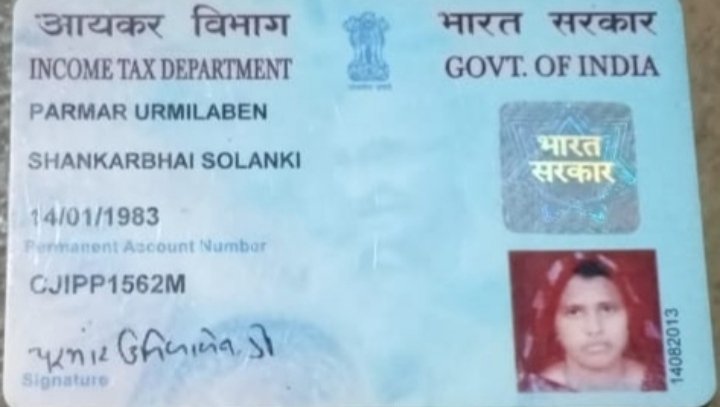 आयकर विभाग
भारत सरकार
INCOME TAX DEPARTMENT
GOVT. OF INDIA
PARMAR URMILABEN
SHANKARBHAI SOLANKI
14/01/1983
Permanent Account Number
CJIPP1562M
भारत
सरकार
Signature
14082013